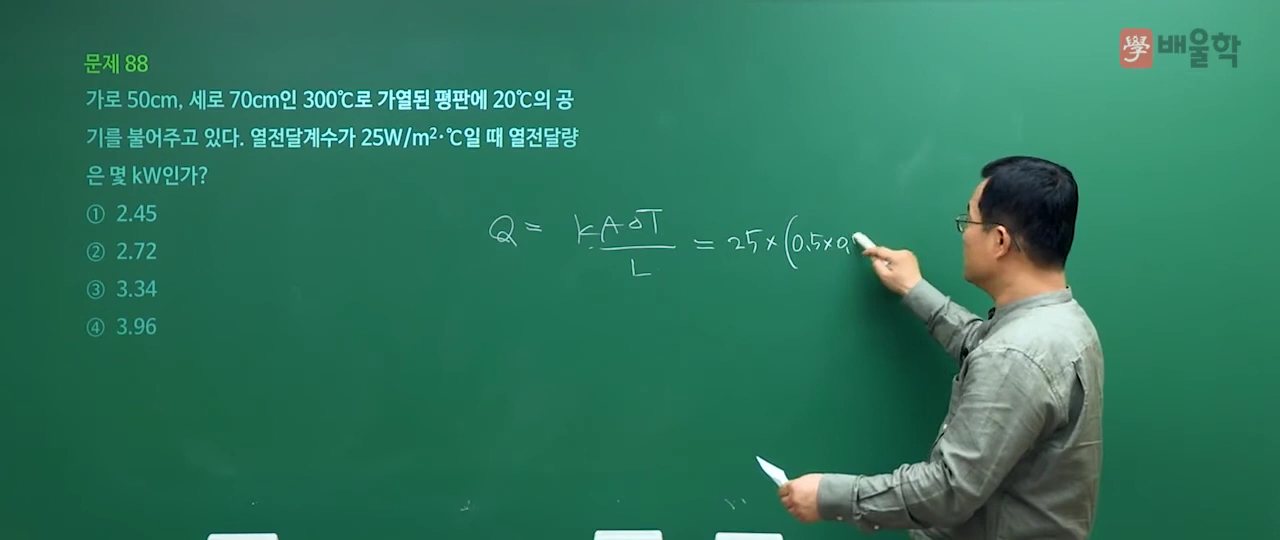 學 배울학
문제 88
가로 50cm, 세로 70cm인 300℃로 가열된 평판에 20℃의 공
기를 불어주고 있다. 열전달계수가 25W/m²·℃일 때 열전달량
은 몇 kW인가?
① 2.45
② 2.72
③ 3.34
④ 3.96
Q = kAΔT / L = 25×(0.5×0.